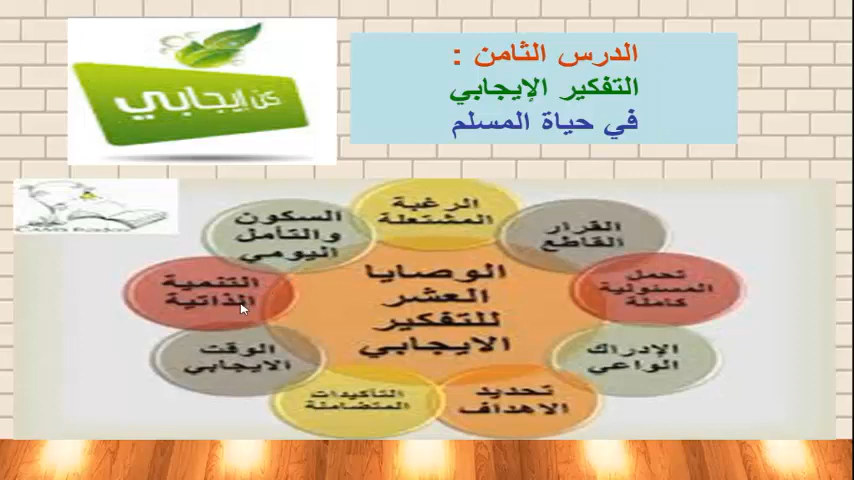 الدرس الثامن :
التفكير الإيجابي
في حياة المسلم
كن إيجابي
الوصايا
العشر
للتفكير
الايجابي
الرغبة
المشتعلة
القرار
القاطع
تحمل
المسئولية
كاملة
الإدراك
الواعي
تحديد
الاهداف
التأكيدات
المتضاملة
الوقت
الايجابي
التنمية
الذاتية
السكون
والتأمل
اليومي